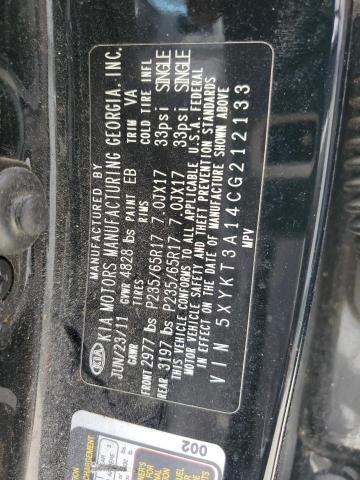 MANUFACTURED BY
KIA KIA MOTORS MANUFACTURING GEORGIA, INC.
JUN/23/11 GVWR 4828 lbs PAINT EB TRIM VA
GAWR TIRES RIMS COLD TIRE INFL
FRONT 2977 lbs P235/65R17 7.0JX17 33psi SINGLE
REAR 3197 lbs P235/65R17 7.0JX17 33psi SINGLE
THIS VEHICLE CONFORMS TO ALL APPLICABLE U.S.A. FEDERAL
MOTOR VEHICLE SAFETY AND THEFT PREVENTION STANDARDS
IN EFFECT ON THE DATE OF MANUFACTURE SHOWN ABOVE.
VIN 5XYKT3A14CG212133
MPV
002